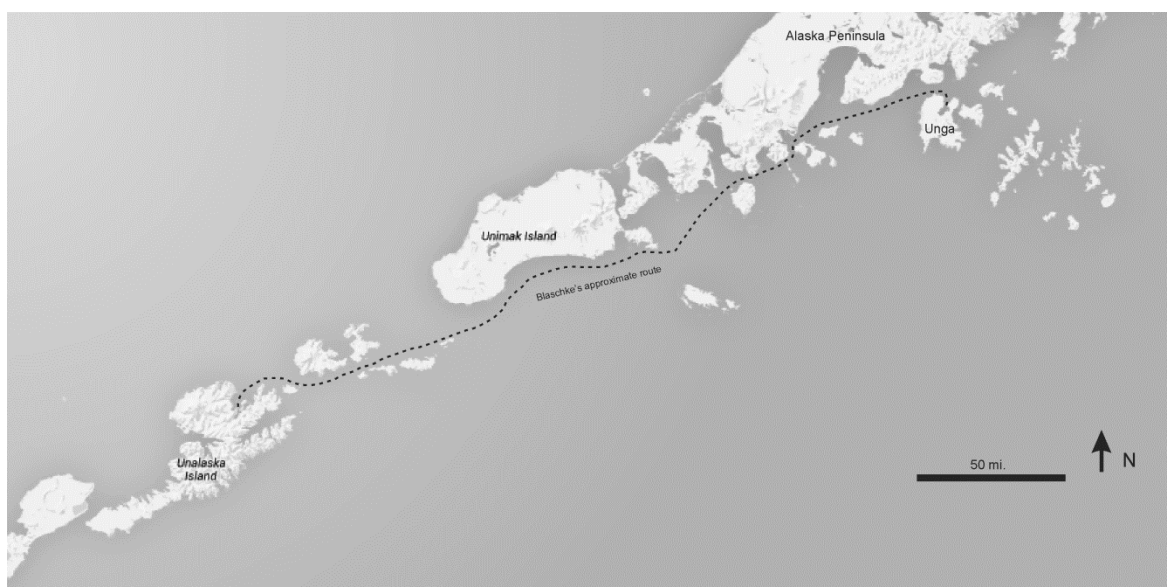 Alaska Peninsula
Unga
Unimak Island
Blaschke's approximate route
Unalaska
Island
50 mi.
N